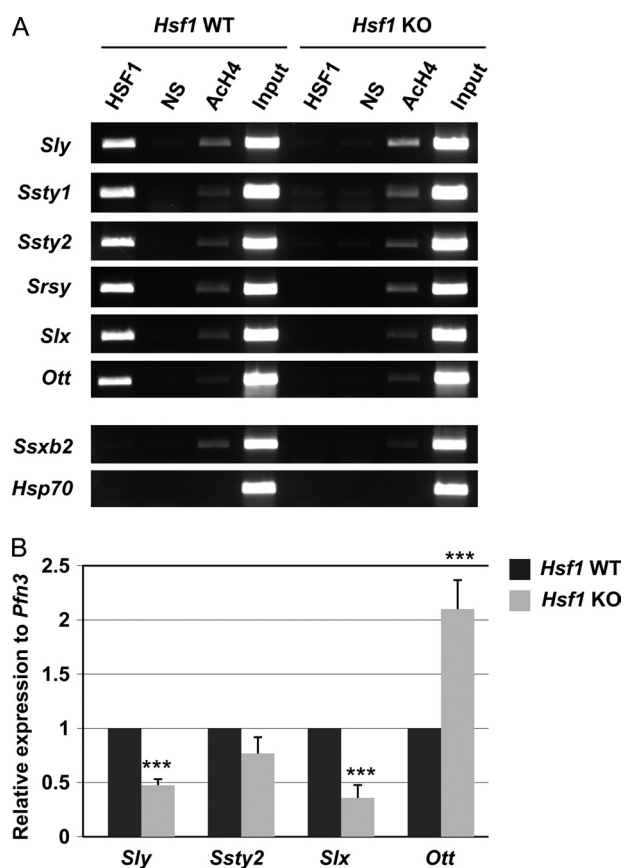 A
Hsf1 WT Hsf1 KO
HSF1 NS AcH4 Input HSF1 NS AcH4 Input
Sly
Ssty1
Ssty2
Srsy
Slx
Ott
Ssxb2
Hsp70
B
Relative expression to Pfn3
2.5
2
1.5
1
0.5
0
***
***
***
Hsf1 WT
Hsf1 KO
Sly Ssty2 Slx Ott